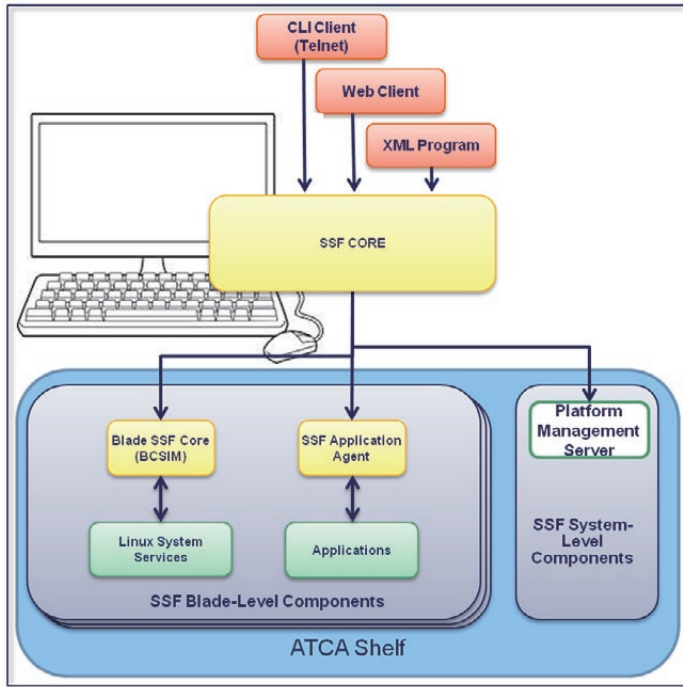 CLI Client
(Telnet)
Web Client
XML Program
SSF CORE
Blade SSF Core
(BCSIM)
SSF Application
Agent
Platform
Management
Server
Linux System
Services
Applications
SSF System-
Level
Components
SSF Blade-Level Components
ATCA Shelf